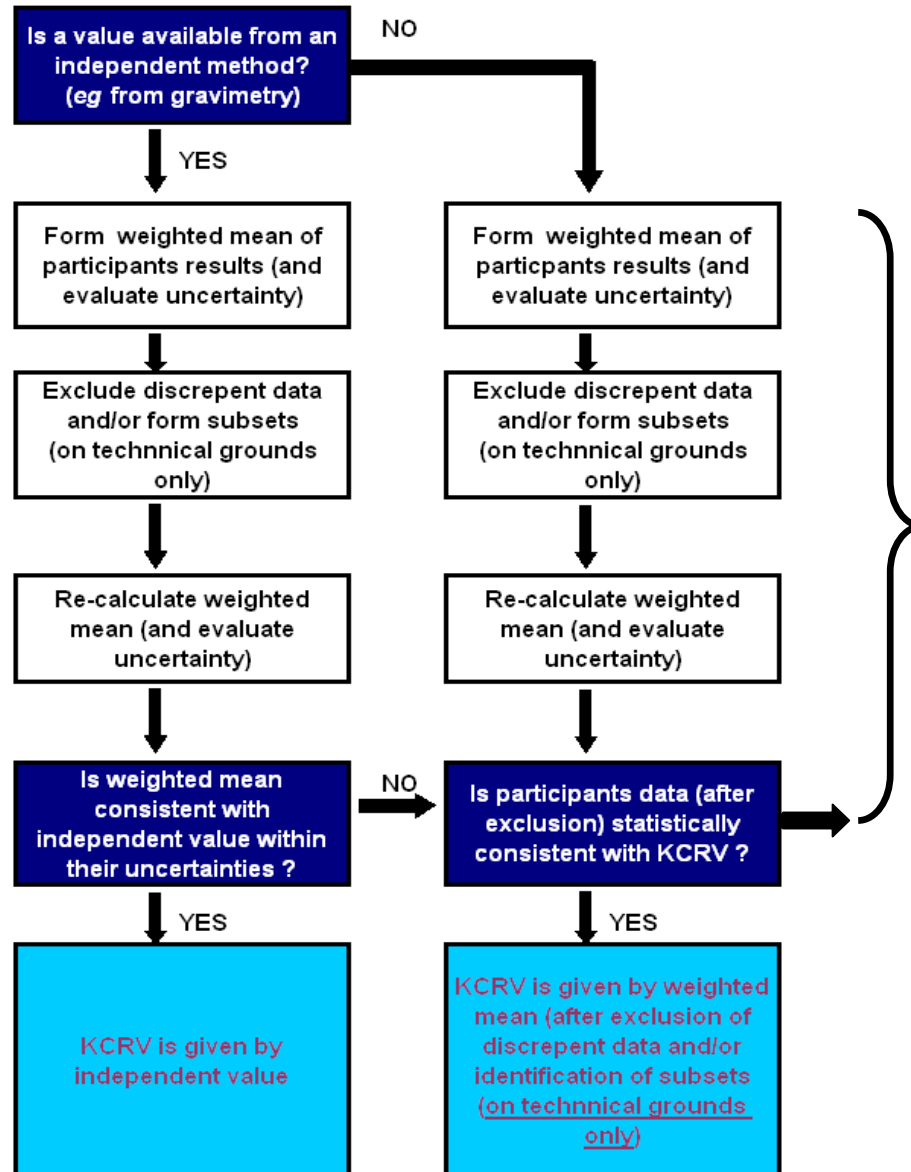 Is a value available from an
independent method?
(eg from gravimetry)
NO
YES
Form weighted mean of
participants results (and
evaluate uncertainty)
Form weighted mean of
particpants results (and
evaluate uncertainty)
Exclude discrepent data
and/or form subsets
(on technnical grounds
only)
Exclude discrepent data
and/or form subsets
(on technnical grounds
only)
Re-calculate weighted
mean (and evaluate
uncertainty)
Re-calculate weighted
mean (and evaluate
uncertainty)
Is weighted mean
consistent with
independent value within
their uncertainties ?
NO
Is participants data (after
exclusion) statistically
consistent with KCRV ?
YES
YES
KCRV is given by
independent value
KCRV is given by weighted
mean (after exclusion of
discrepent data and/or
identification of subsets
(on technnical grounds
only)